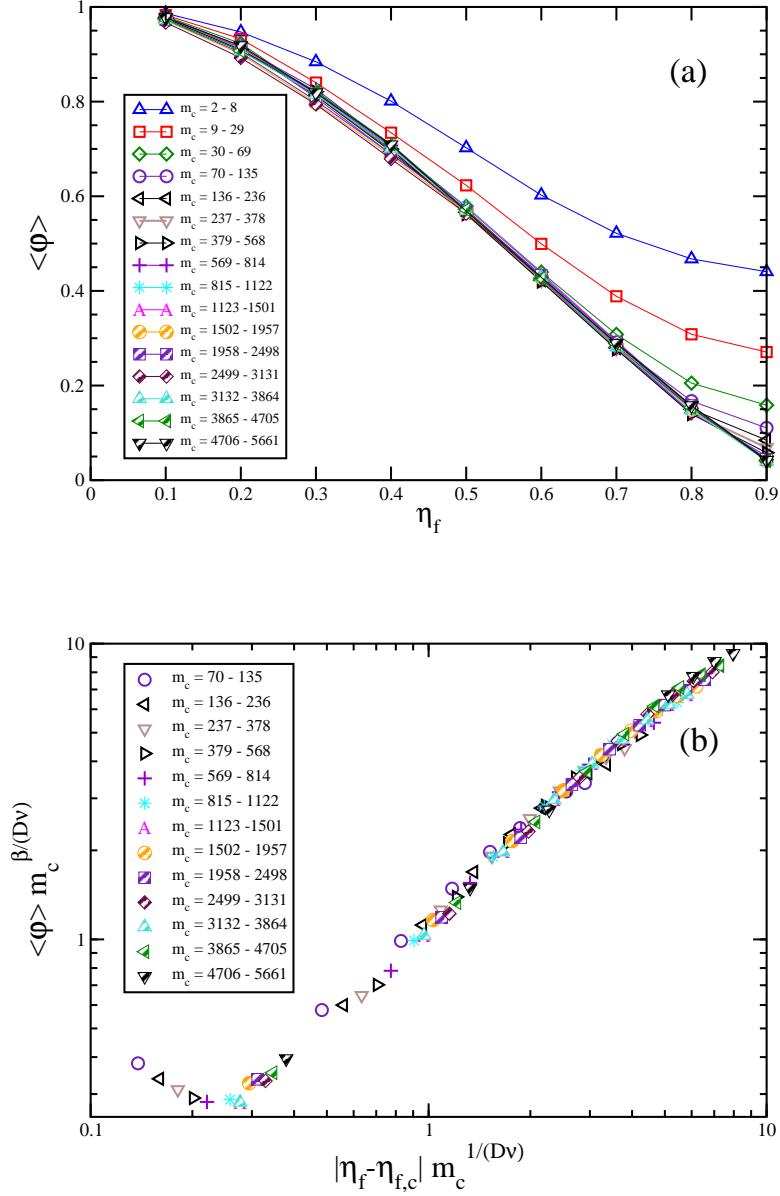 1
0.8
0.6
0.4
0.2
0
<φ>
(a)
m_c = 2 - 8
m_c = 9 - 29
m_c = 30 - 69
m_c = 70 - 135
m_c = 136 - 236
m_c = 237 - 378
m_c = 379 - 568
m_c = 569 - 814
m_c = 815 - 1122
A A m_c = 1123 -1501
m_c = 1502 - 1957
m_c = 1958 - 2498
m_c = 2499 - 3131
m_c = 3132 - 3864
m_c = 3865 - 4705
m_c = 4706 - 5661
0 0.1 0.2 0.3 0.4 0.5 0.6 0.7 0.8 0.9
η_f
10
1
<φ> m_c^{β/(Dν)}
(b)
m_c = 70 - 135
m_c = 136 - 236
m_c = 237 - 378
m_c = 379 - 568
m_c = 569 - 814
m_c = 815 - 1122
A m_c = 1123 -1501
m_c = 1502 - 1957
m_c = 1958 - 2498
m_c = 2499 - 3131
m_c = 3132 - 3864
m_c = 3865 - 4705
m_c = 4706 - 5661
0.1 1 10
|η_f-η_{f,c}| m_c^{1/(Dν)}